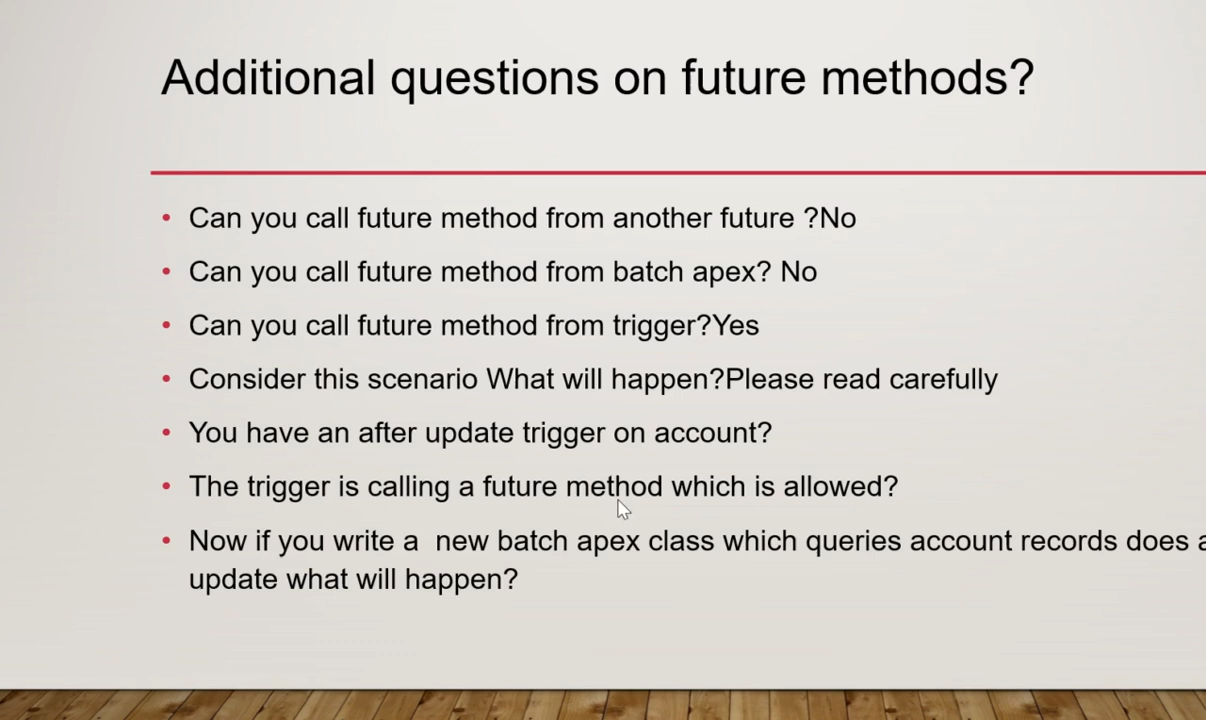 Additional questions on future methods?
• Can you call future method from another future ?No
• Can you call future method from batch apex? No
• Can you call future method from trigger?Yes
• Consider this scenario What will happen?Please read carefully
• You have an after update trigger on account?
• The trigger is calling a future method which is allowed?
• Now if you write a  new batch apex class which queries account records does
update what will happen?